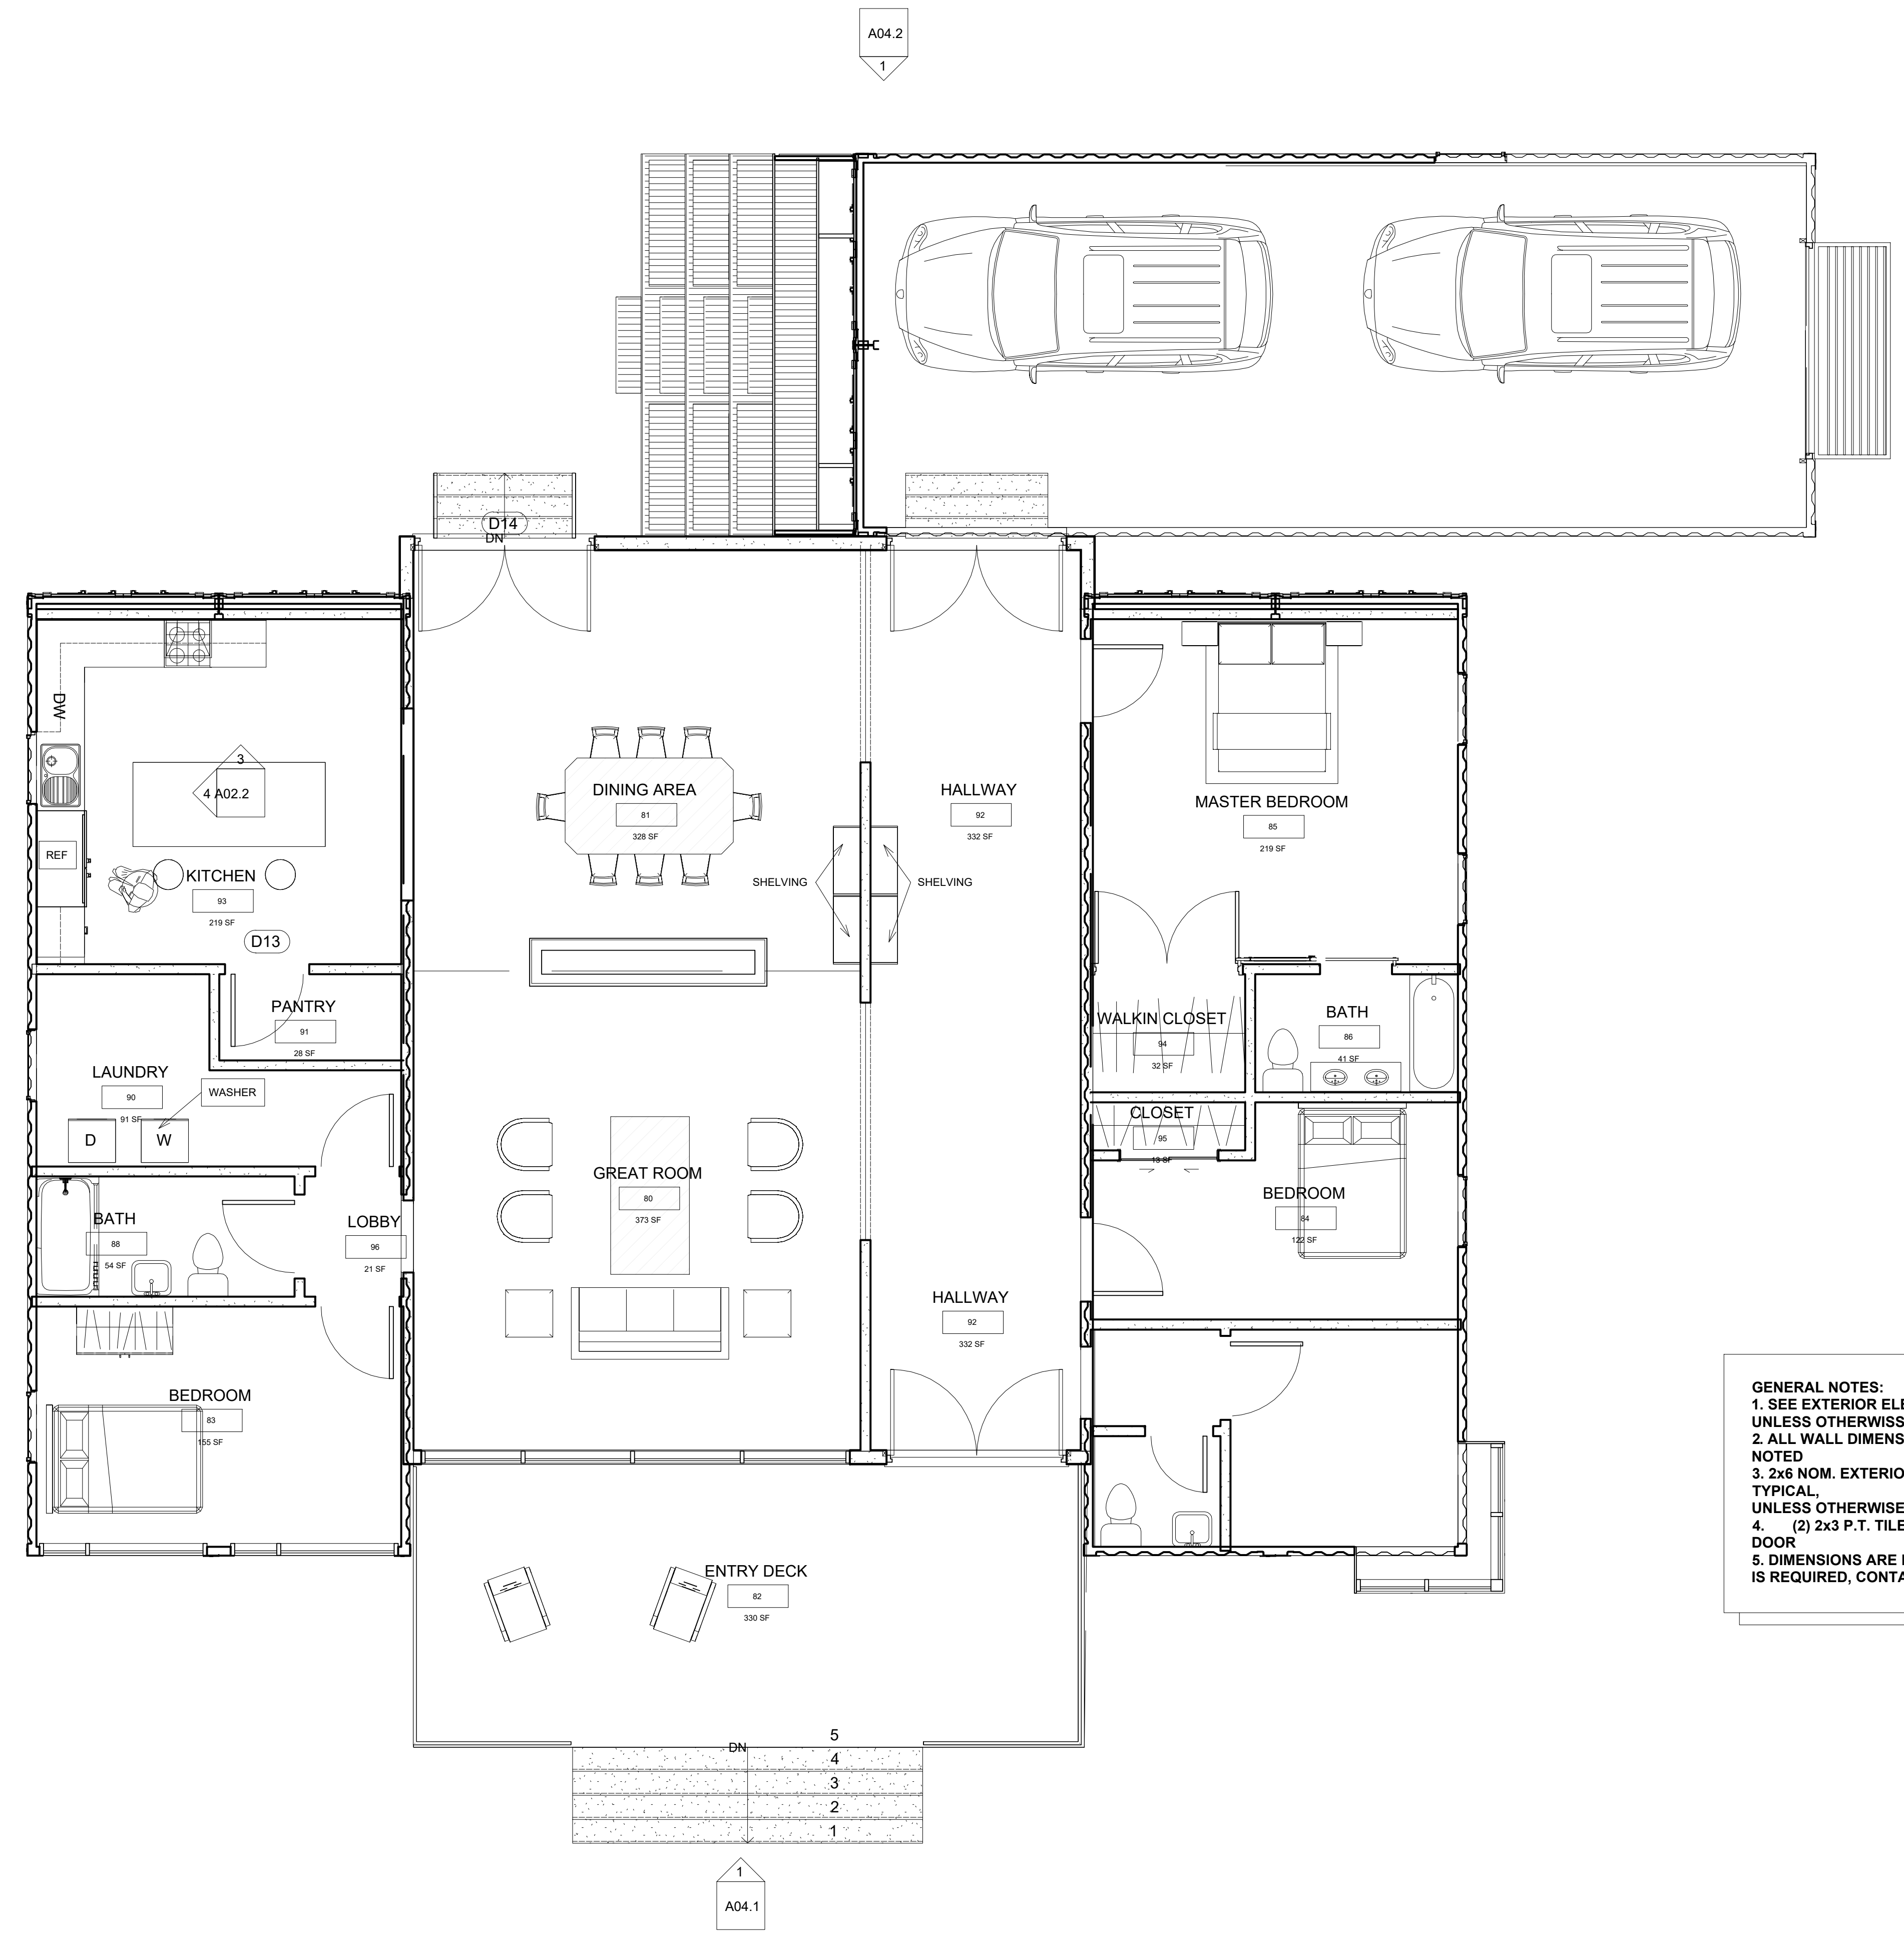 A04.2
1
D14
DN
DW
3
4 A02.2
REF
KITCHEN
93
219 SF
D13
DINING AREA
81
328 SF
SHELVING
SHELVING
HALLWAY
92
332 SF
MASTER BEDROOM
85
219 SF
PANTRY
91
28 SF
LAUNDRY
90
91 SF
WASHER
D
W
WALKIN CLOSET
94
32 SF
BATH
86
41 SF
CLOSET
95
13 SF
BEDROOM
84
122 SF
GREAT ROOM
80
373 SF
BATH
88
54 SF
LOBBY
96
21 SF
HALLWAY
92
332 SF
BEDROOM
83
155 SF
ENTRY DECK
82
330 SF
DN
5
4
3
2
1
1
A04.1
GENERAL NOTES:
1. SEE EXTERIOR ELE
UNLESS OTHERWISS
2. ALL WALL DIMENS
NOTED
3. 2x6 NOM. EXTERIO
TYPICAL,
UNLESS OTHERWISE
4. (2) 2x3 P.T. TILE
DOOR
5. DIMENSIONS ARE
IS REQUIRED, CONTA